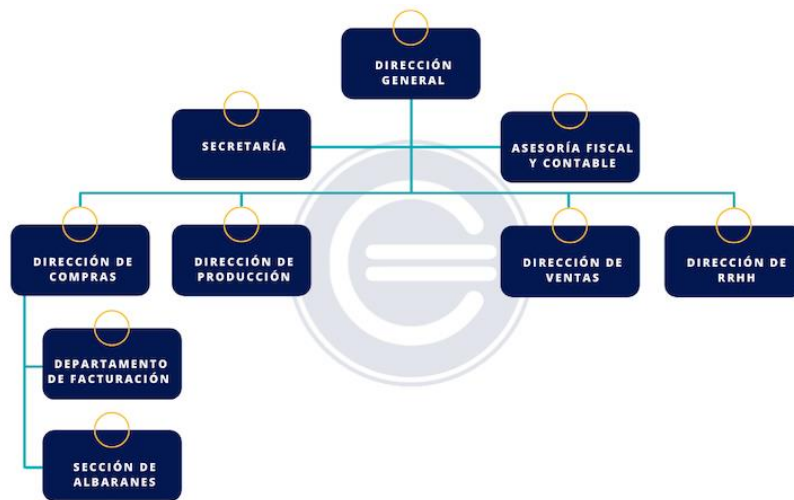 DIRECCIÓN
GENERAL
SECRETARÍA
ASESORÍA FISCAL
Y CONTABLE
DIRECCIÓN DE
COMPRAS
DIRECCIÓN DE
PRODUCCIÓN
DIRECCIÓN DE
VENTAS
DIRECCIÓN DE
RRHH
DEPARTAMENTO
DE FACTURACIÓN
SECCIÓN DE
ALBARANES